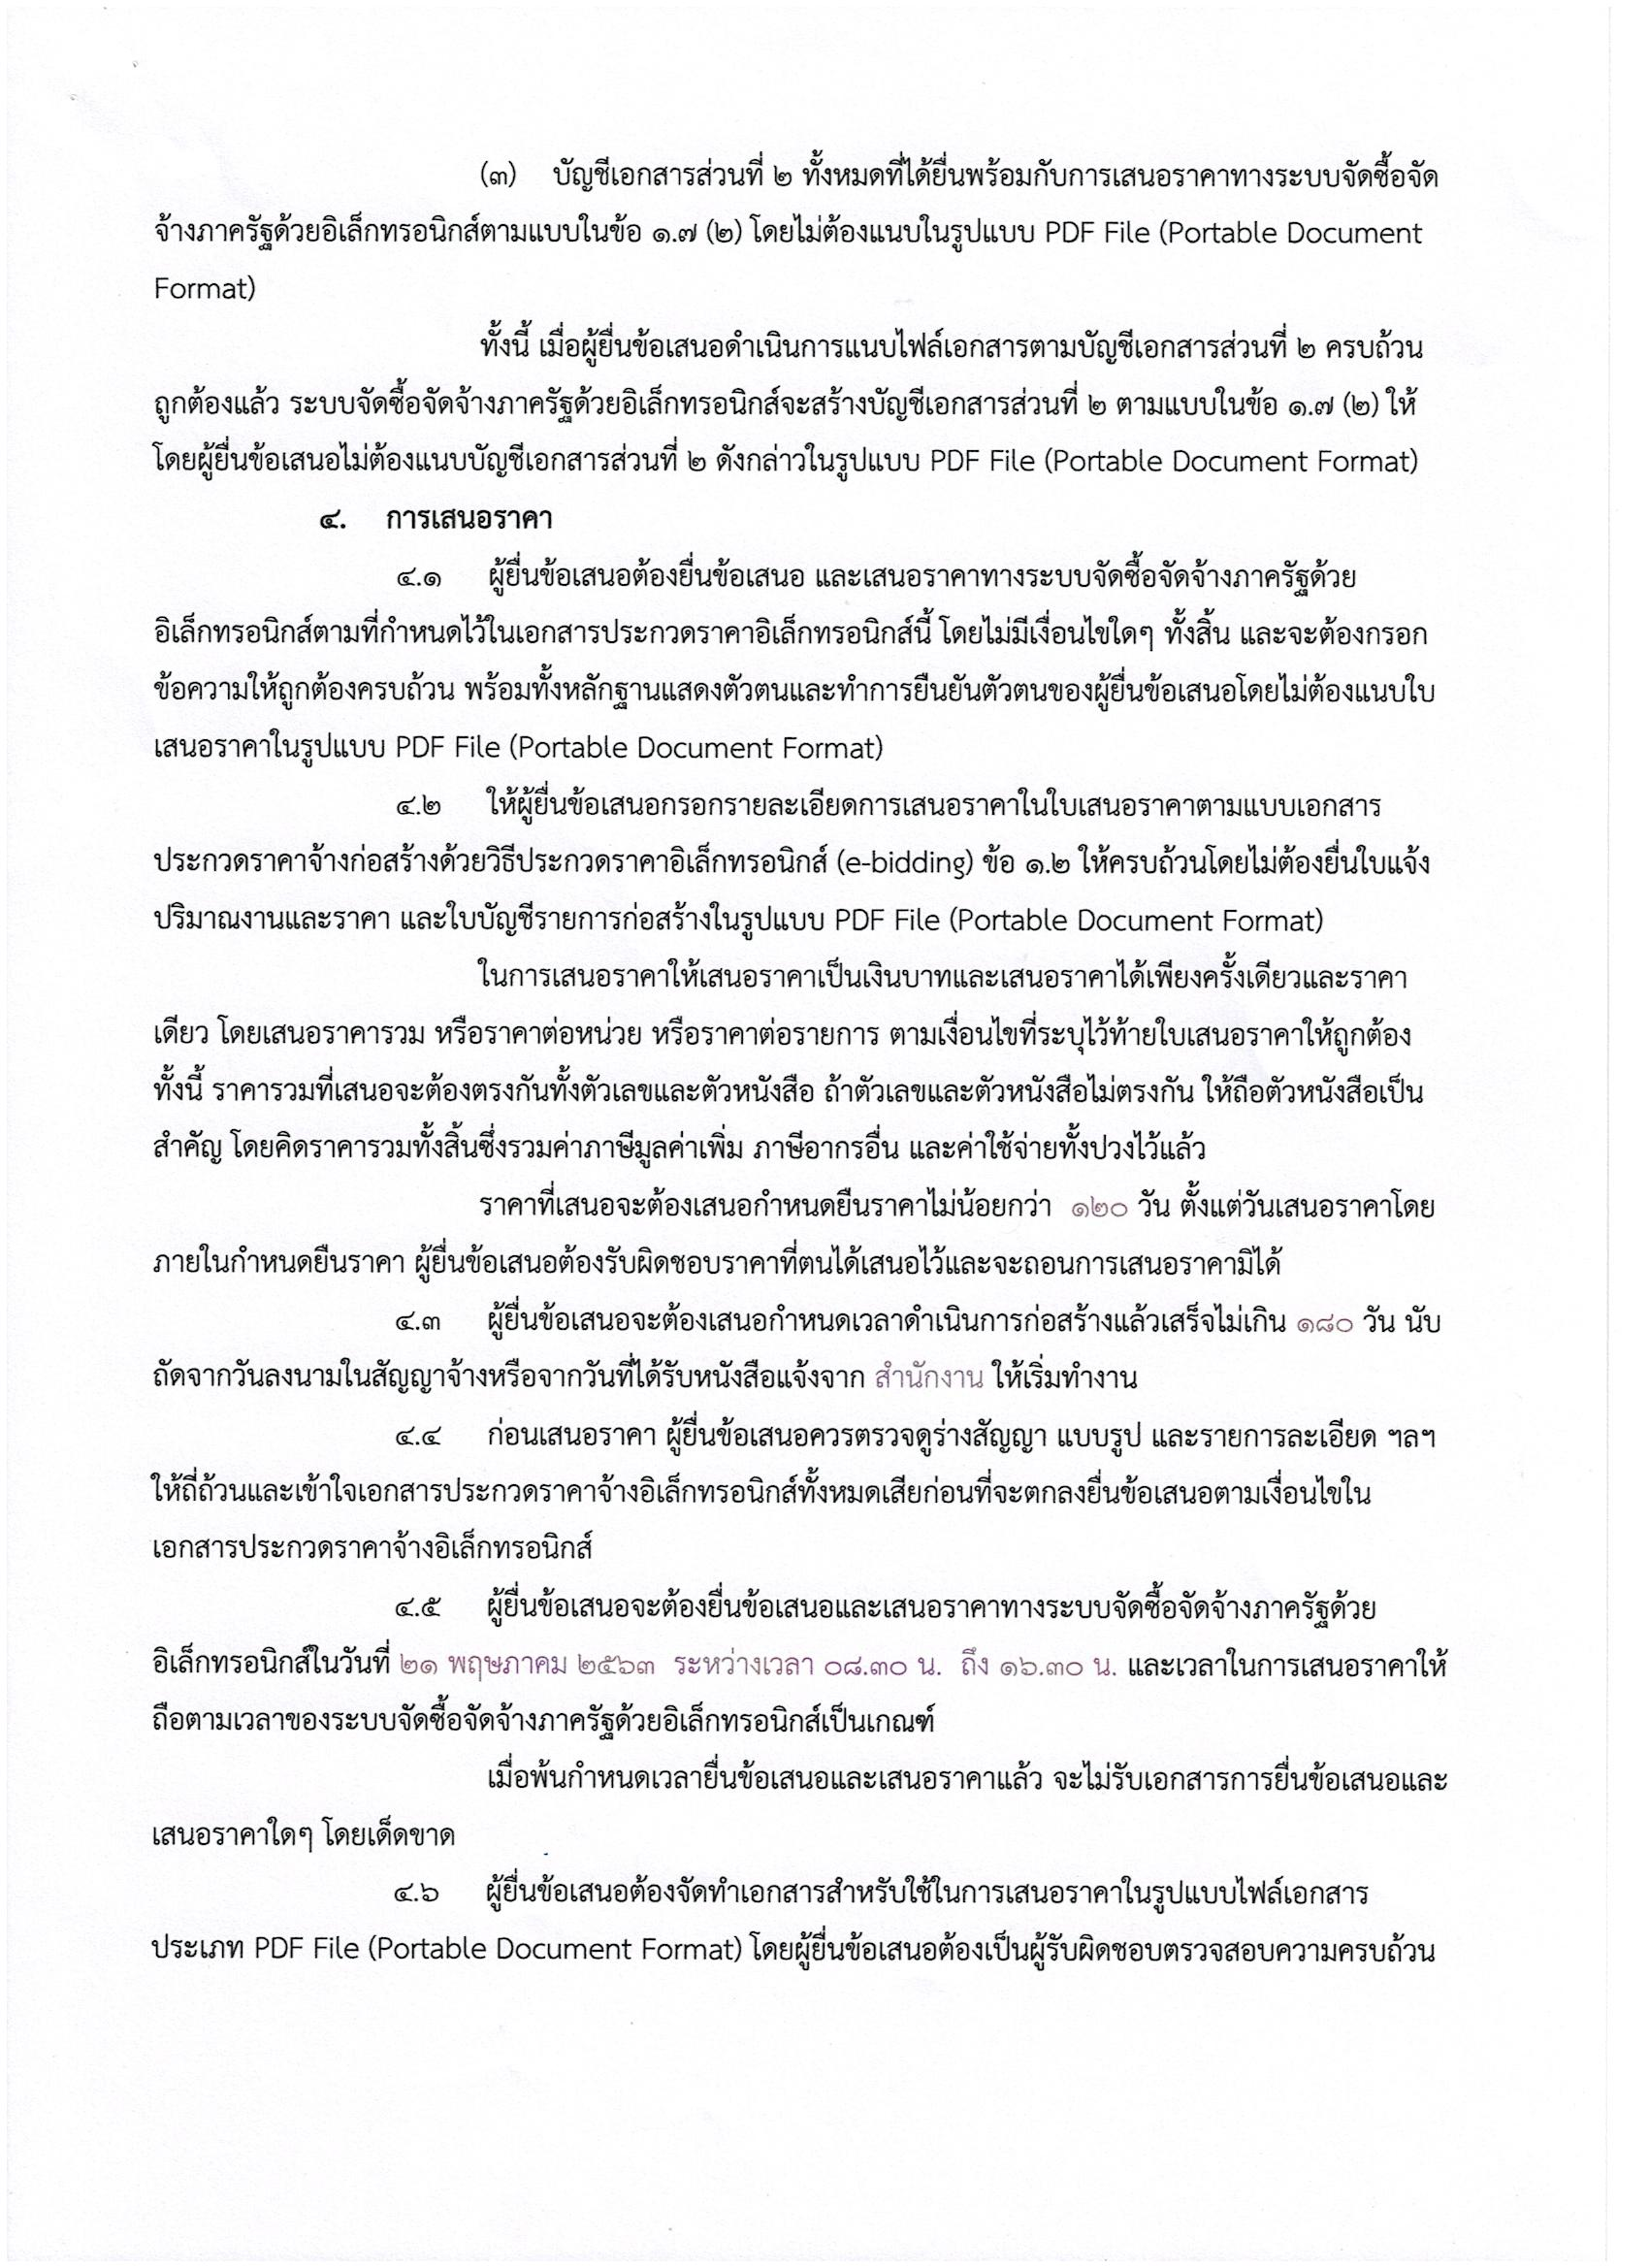 (๓) บัญชีเอกสารส่วนที่ ๒ ทั้งหมดที่ได้ยื่นพร้อมกับการเสนอราคาทางระบบจัดซื้อจัด
จ้างภาครัฐด้วยอิเล็กทรอนิกส์ตามแบบในข้อ ๑.๗ (๒) โดยไม่ต้องแนบในรูปแบบ PDF File (Portable Document
Format)
ทั้งนี้ เมื่อผู้ยื่นข้อเสนอดำเนินการแนบไฟล์เอกสารตามบัญชีเอกสารส่วนที่ ๒ ครบถ้วน
ถูกต้องแล้ว ระบบจัดซื้อจัดจ้างภาครัฐด้วยอิเล็กทรอนิกส์จะสร้างบัญชีเอกสารส่วนที่ ๒ ตามแบบในข้อ ๑.๗ (๒) ให้
โดยผู้ยื่นข้อเสนอไม่ต้องแนบบัญชีเอกสารส่วนที่ ๒ ดังกล่าวในรูปแบบ PDF File (Portable Document Format)
๔. การเสนอราคา
๔.๑ ผู้ยื่นข้อเสนอต้องยื่นข้อเสนอ และเสนอราคาทางระบบจัดซื้อจัดจ้างภาครัฐด้วย
อิเล็กทรอนิกส์ตามที่กำหนดไว้ในเอกสารประกวดราคาอิเล็กทรอนิกส์นี้ โดยไม่มีเงื่อนไขใดๆ ทั้งสิ้น และจะต้องกรอก
ข้อความให้ถูกต้องครบถ้วน พร้อมทั้งหลักฐานแสดงตัวตนและทำการยืนยันตัวตนของผู้ยื่นข้อเสนอโดยไม่ต้องแนบใบ
เสนอราคาในรูปแบบ PDF File (Portable Document Format)
๔.๒ ให้ผู้ยื่นข้อเสนอกรอกรายละเอียดการเสนอราคาในใบเสนอราคาตามแบบเอกสาร
ประกวดราคาจ้างก่อสร้างด้วยวิธีประกวดราคาอิเล็กทรอนิกส์ (e-bidding) ข้อ ๑.๒ ให้ครบถ้วนโดยไม่ต้องยื่นใบแจ้ง
ปริมาณงานและราคา และใบบัญชีรายการก่อสร้างในรูปแบบ PDF File (Portable Document Format)
ในการเสนอราคาให้เสนอราคาเป็นเงินบาทและเสนอราคาได้เพียงครั้งเดียวและราคา
เดียว โดยเสนอราคารวม หรือราคาต่อหน่วย หรือราคาต่อรายการ ตามเงื่อนไขที่ระบุไว้ท้ายใบเสนอราคาให้ถูกต้อง
ทั้งนี้ ราคารวมที่เสนอจะต้องตรงกันทั้งตัวเลขและตัวหนังสือ ถ้าตัวเลขและตัวหนังสือไม่ตรงกัน ให้ถือตัวหนังสือเป็น
สำคัญ โดยคิดราคารวมทั้งสิ้นซึ่งรวมค่าภาษีมูลค่าเพิ่ม ภาษีอากรอื่น และค่าใช้จ่ายทั้งปวงไว้แล้ว
ราคาที่เสนอจะต้องเสนอกำหนดยืนราคาไม่น้อยกว่า ๑๒๐ วัน ตั้งแต่วันเสนอราคาโดย
ภายในกำหนดยืนราคา ผู้ยื่นข้อเสนอต้องรับผิดชอบราคาที่ตนได้เสนอไว้และจะถอนการเสนอราคามิได้
๔.๓ ผู้ยื่นข้อเสนอจะต้องเสนอกำหนดเวลาดำเนินการก่อสร้างแล้วเสร็จไม่เกิน ๑๘๐ วัน นับ
ถัดจากวันลงนามในสัญญาจ้างหรือจากวันที่ได้รับหนังสือแจ้งจาก สำนักงาน ให้เริ่มทำงาน
๔.๔ ก่อนเสนอราคา ผู้ยื่นข้อเสนอควรตรวจดูร่างสัญญา แบบรูป และรายการละเอียด ฯลฯ
ให้ถี่ถ้วนและเข้าใจเอกสารประกวดราคาจ้างอิเล็กทรอนิกส์ทั้งหมดเสียก่อนที่จะตกลงยื่นข้อเสนอตามเงื่อนไขใน
เอกสารประกวดราคาจ้างอิเล็กทรอนิกส์
๔.๕ ผู้ยื่นข้อเสนอจะต้องยื่นข้อเสนอและเสนอราคาทางระบบจัดซื้อจัดจ้างภาครัฐด้วย
อิเล็กทรอนิกส์ในวันที่ ๒๑ พฤษภาคม ๒๕๖๓ ระหว่างเวลา ๐๘.๓๐ น. ถึง ๑๖.๓๐ น. และเวลาในการเสนอราคาให้
ถือตามเวลาของระบบจัดซื้อจัดจ้างภาครัฐด้วยอิเล็กทรอนิกส์เป็นเกณฑ์
เมื่อพ้นกำหนดเวลายื่นข้อเสนอและเสนอราคาแล้ว จะไม่รับเอกสารการยื่นข้อเสนอและ
เสนอราคาใดๆ โดยเด็ดขาด
๔.๖ ผู้ยื่นข้อเสนอต้องจัดทำเอกสารสำหรับใช้ในการเสนอราคาในรูปแบบไฟล์เอกสาร
ประเภท PDF File (Portable Document Format) โดยผู้ยื่นข้อเสนอต้องเป็นผู้รับผิดชอบตรวจสอบความครบถ้วน